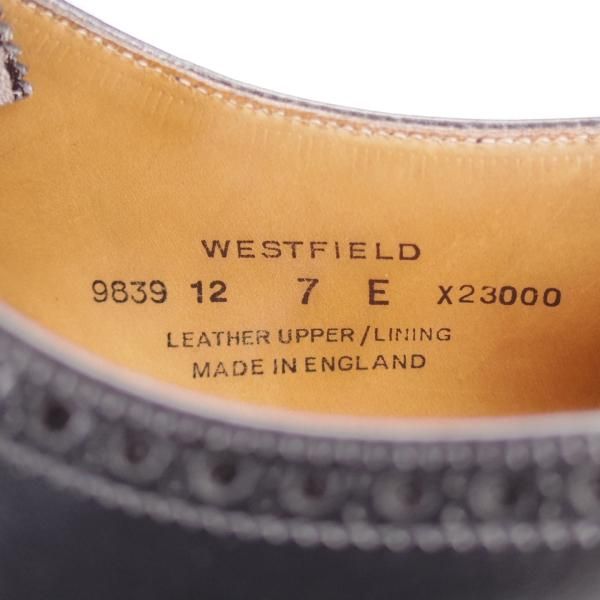 WESTFIELD
9839 12 7 E X23000
LEATHER UPPER/LINING
MADE IN ENGLAND